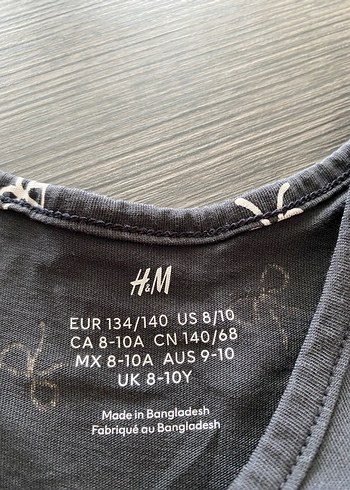 H&M
EUR 134/140 US 8/10
CA 8-10A CN 140/68
MX 8-10A AUS 9-10
UK 8-10Y
Made in Bangladesh
Fabriqué au Bangladesh